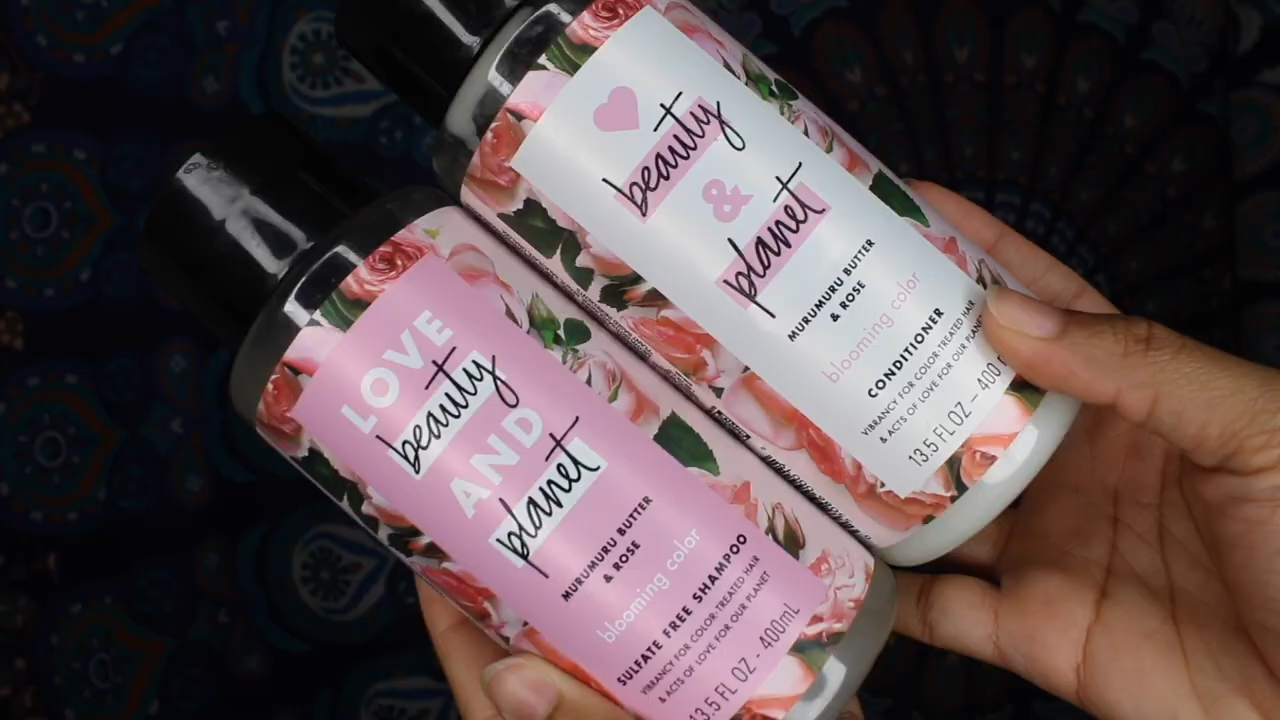 LOVE
beauty
AND
planet
MURUMURU BUTTER
& ROSE
blooming color
SULFATE FREE SHAMPOO
VIBRANCY FOR COLOR-TREATED HAIR
& ACTS OF LOVE FOR OUR PLANET
13.5 FL OZ - 400mL
beauty
&
planet
MURUMURU BUTTER
& ROSE
blooming color
CONDITIONER
VIBRANCY FOR COLOR-TREATED HAIR
& ACTS OF LOVE FOR OUR PLANET
13.5 FL OZ – 400